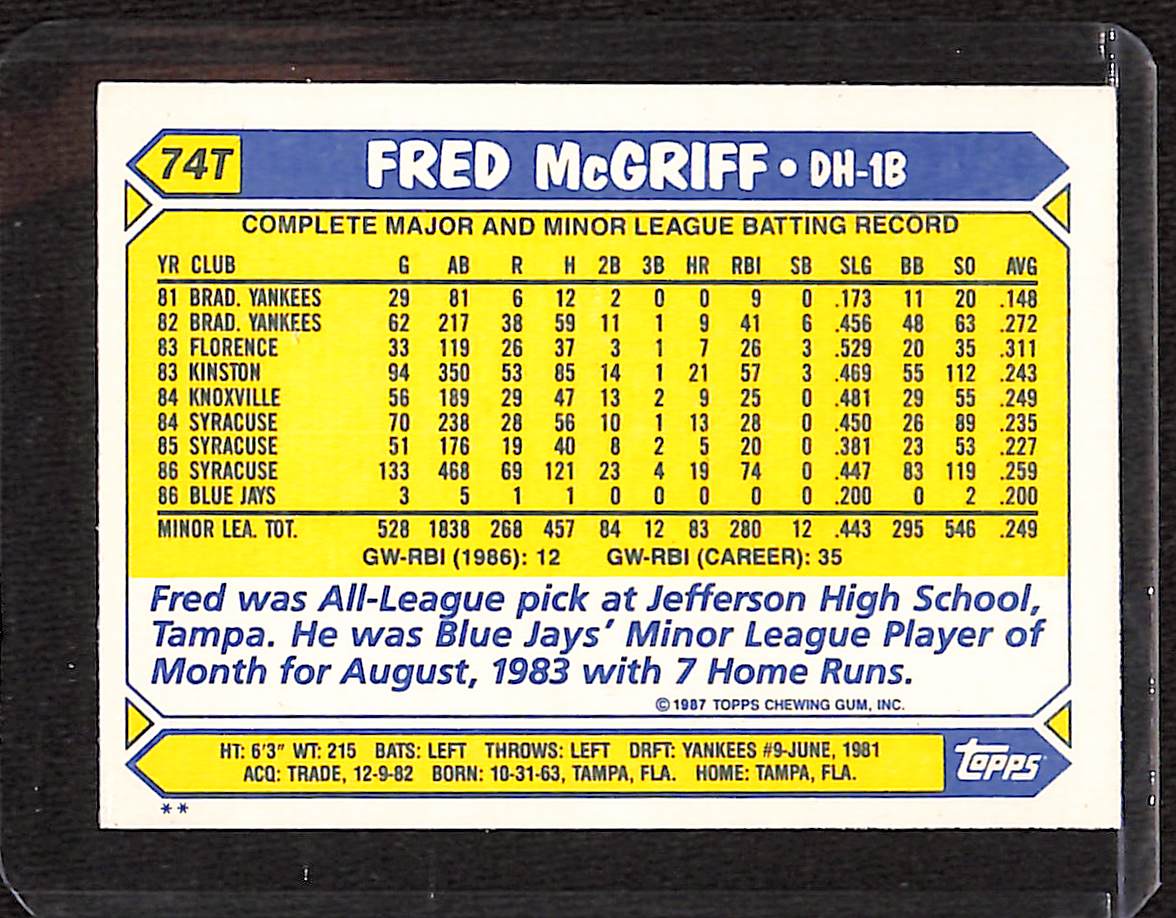 74T FRED McGRIFF • DH-1B
COMPLETE MAJOR AND MINOR LEAGUE BATTING RECORD
YR CLUB G AB R H 2B 3B HR RBI SB SLG BB SO AVG
81 BRAD. YANKEES 29 81 6 12 2 0 0 9 0 .173 11 20 .148
82 BRAD. YANKEES 62 217 38 59 11 1 9 41 6 .456 48 63 .272
83 FLORENCE 33 119 26 37 3 1 7 26 3 .529 20 35 .311
83 KINSTON 94 350 53 85 14 1 21 57 3 .469 55 112 .243
84 KNOXVILLE 56 189 29 47 13 2 9 25 0 .481 29 55 .249
84 SYRACUSE 70 238 28 56 10 1 13 28 0 .450 26 89 .235
85 SYRACUSE 51 176 19 40 8 2 5 20 0 .381 23 53 .227
86 SYRACUSE 133 468 69 121 23 4 19 74 0 .447 83 119 .259
86 BLUE JAYS 3 5 1 1 0 0 0 0 0 .200 0 2 .200
MINOR LEA. TOT. 528 1838 268 457 84 12 83 280 12 .443 295 546 .249
GW-RBI (1986): 12 GW-RBI (CAREER): 35
Fred was All-League pick at Jefferson High School,
Tampa. He was Blue Jays' Minor League Player of
Month for August, 1983 with 7 Home Runs.
© 1987 TOPPS CHEWING GUM, INC.
HT: 6'3" WT: 215 BATS: LEFT THROWS: LEFT DRFT: YANKEES #9-JUNE, 1981
ACQ: TRADE, 12-9-82 BORN: 10-31-63, TAMPA, FLA. HOME: TAMPA, FLA.
topps
**